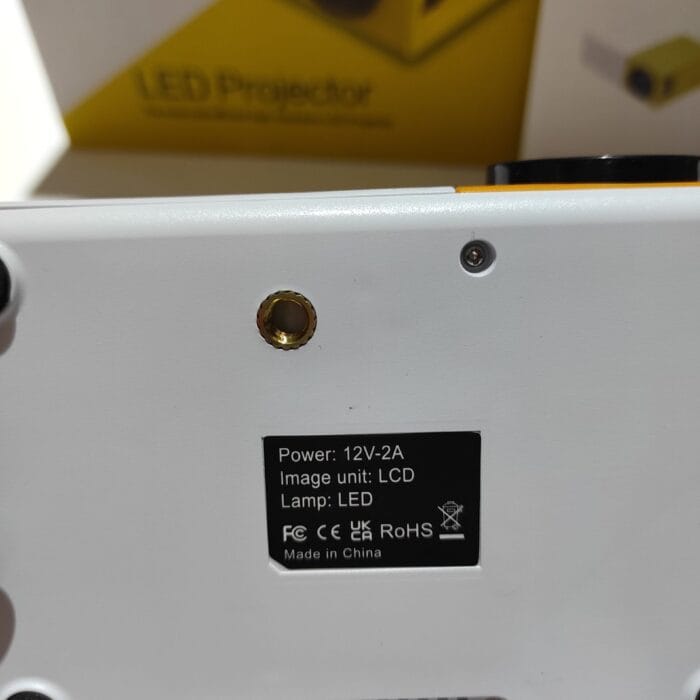 LED Projector
Power: 12V-2A
Image unit: LCD
Lamp: LED
FC CE UK CA RoHS
Made in China